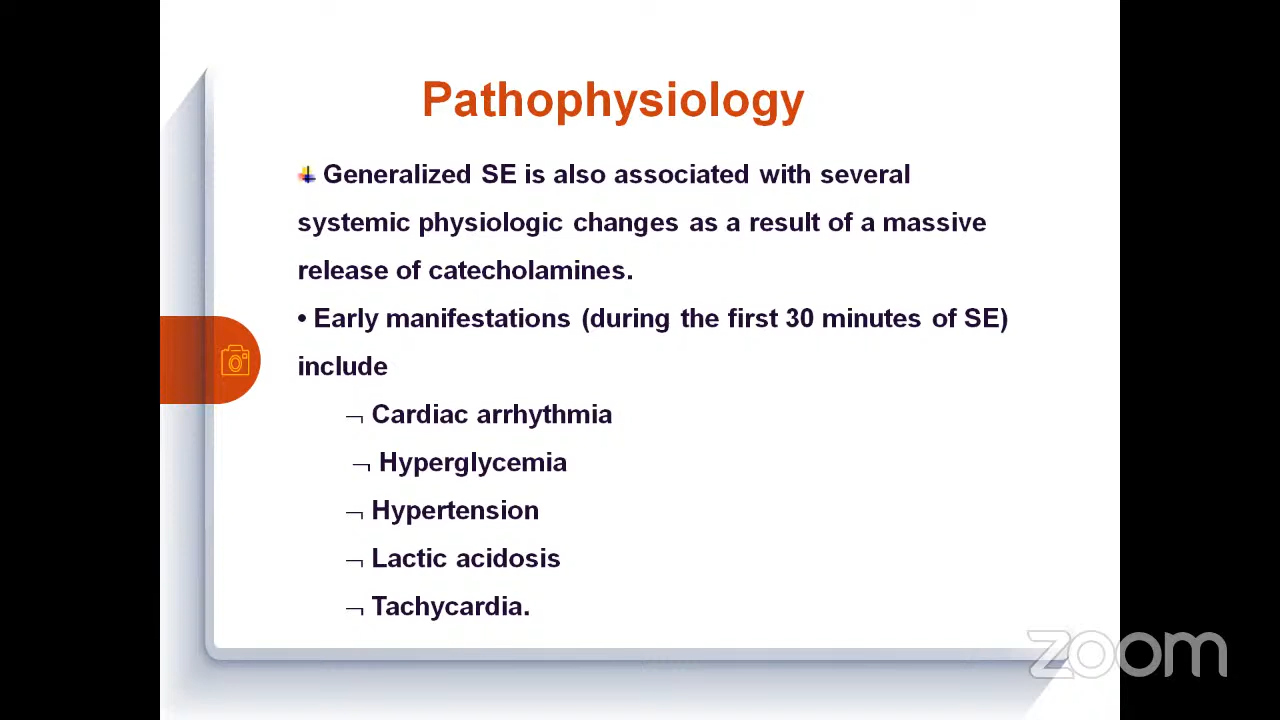 Pathophysiology
Generalized SE is also associated with several
systemic physiologic changes as a result of a massive
release of catecholamines.
• Early manifestations (during the first 30 minutes of SE)
include
¬ Cardiac arrhythmia
¬ Hyperglycemia
¬ Hypertension
¬ Lactic acidosis
¬ Tachycardia.
zoom